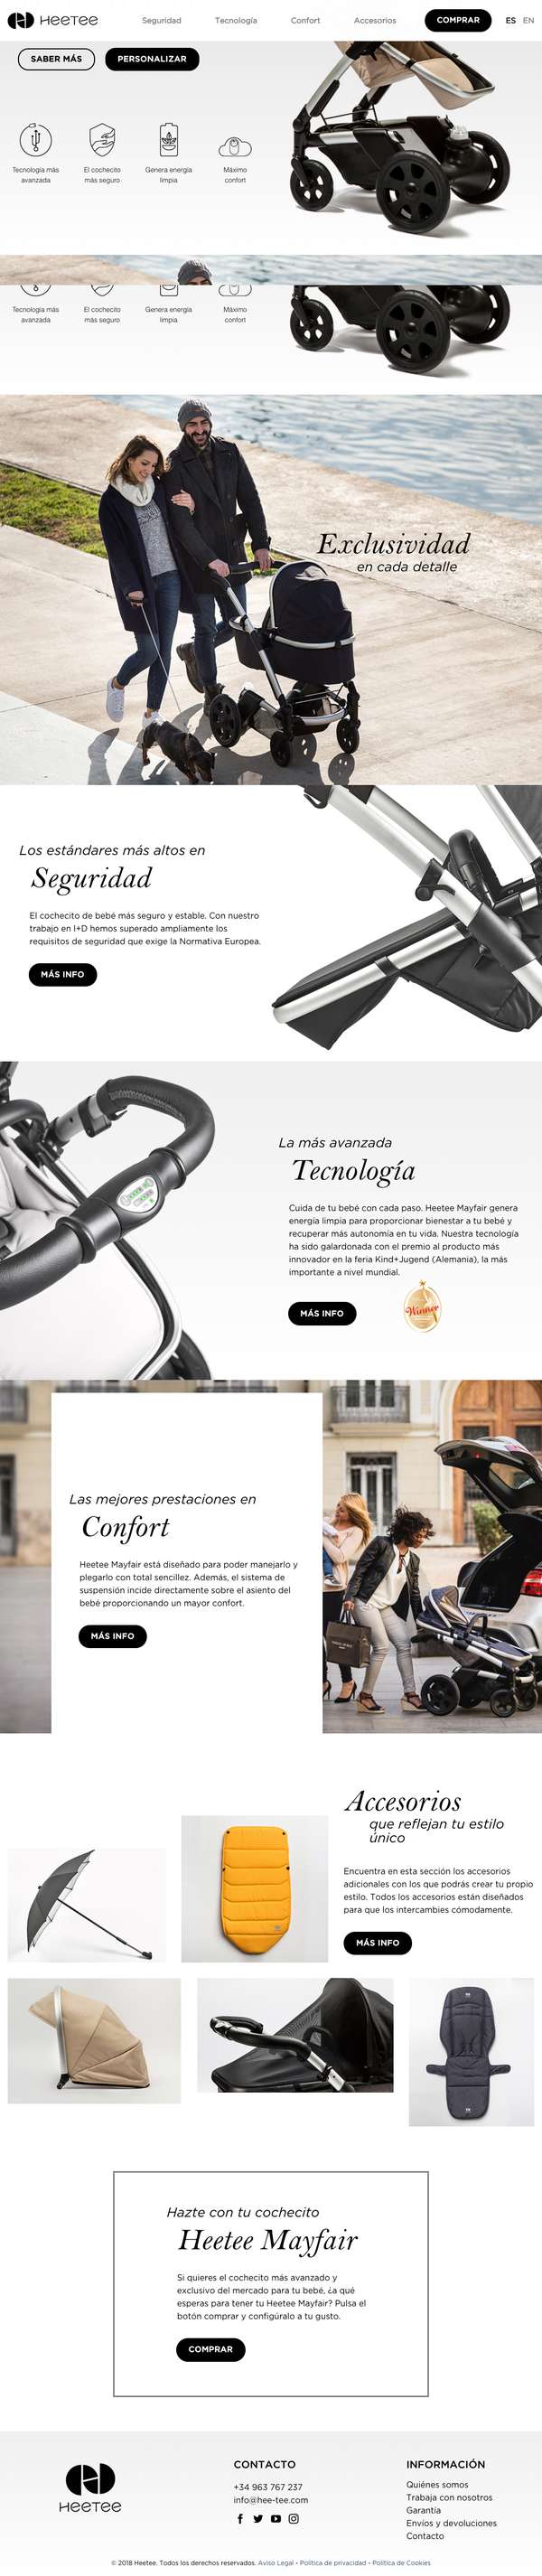 HEETEE
Seguridad
Tecnología
Confort
Accesorios
COMPRAR
ES EN
SABER MÁS
PERSONALIZAR
Tecnología más
avanzada
El cochecito
más seguro
Genera energía
limpia
Máximo
confort
Tecnología más
avanzada
El cochecito
más seguro
Genera energía
limpia
Máximo
confort
Exclusividad
en cada detalle
Los estándares más altos en
Seguridad
El cochecito de bebé más seguro y estable. Con nuestro
trabajo en I+D hemos superado ampliamente los
requisitos de seguridad que exige la Normativa Europea.
MÁS INFO
La más avanzada
Tecnología
Cuida de tu bebé con cada paso. Heetee Mayfair genera
energía limpia para proporcionar bienestar a tu bebé y
recuperar más autonomía en tu vida. Nuestra tecnología
ha sido galardonada con el premio al producto más
innovador en la feria Kind+Jugend (Alemania), la más
importante a nivel mundial.
MÁS INFO
Winner
Las mejores prestaciones en
Confort
Heetee Mayfair está diseñado para poder manejarlo y
plegarlo con total sencillez. Además, el sistema de
suspensión incide directamente sobre el asiento del
bebé proporcionando un mayor confort.
MÁS INFO
Accesorios
que reflejan tu estilo
único
Encuentra en esta sección los accesorios
adicionales con los que podrás crear tu propio
estilo. Todos los accesorios están diseñados
para que los intercambies cómodamente.
MÁS INFO
Hazte con tu cochecito
Heetee Mayfair
Si quieres el cochecito más avanzado y
exclusivo del mercado para tu bebé, ¿a qué
esperas para tener tu Heetee Mayfair? Pulsa el
botón comprar y configúralo a tu gusto.
COMPRAR
HEETEE
CONTACTO
+34 963 767 237
info@hee-tee.com
INFORMACIÓN
Quiénes somos
Trabaja con nosotros
Garantía
Envíos y devoluciones
Contacto
© 2018 Heetee. Todos los derechos reservados. Aviso Legal - Política de privacidad - Política de Cookies